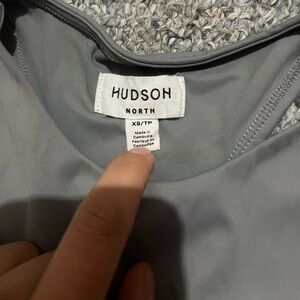 HUDSON
NORTH
XS/TP
Made in
Cambodia
Fabriqué au
Cambodge